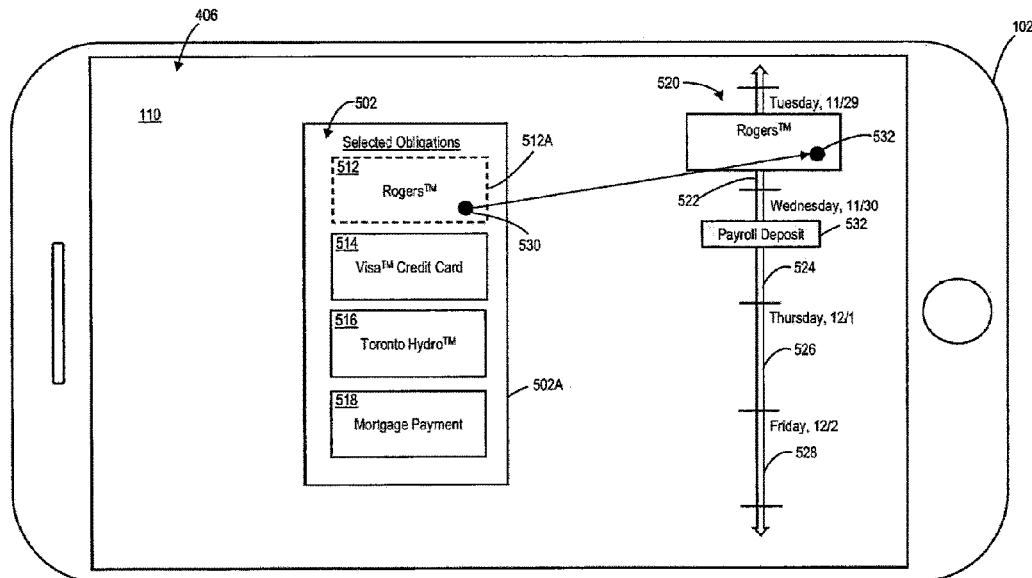 406
102
110
502
Selected Obligations
512
Rogers™
512A
530
514
Visa™ Credit Card
516
Toronto Hydro™
518
Mortgage Payment
502A
520
Tuesday, 11/29
Rogers™
532
522
Wednesday, 11/30
Payroll Deposit
532
524
Thursday, 12/1
526
Friday, 12/2
528